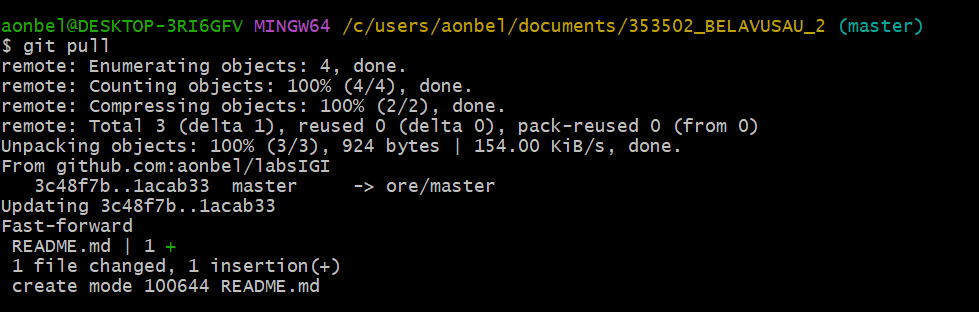 aonbel@DESKTOP-3RI6GFV MINGW64 /c/users/aonbel/documents/353502_BELAVUSAU_2 (master)
$ git pull
remote: Enumerating objects: 4, done.
remote: Counting objects: 100% (4/4), done.
remote: Compressing objects: 100% (2/2), done.
remote: Total 3 (delta 1), reused 0 (delta 0), pack-reused 0 (from 0)
Unpacking objects: 100% (3/3), 924 bytes | 154.00 KiB/s, done.
From github.com:aonbel/labsIGI
   3c48f7b..1acab33  master     -> ore/master
Updating 3c48f7b..1acab33
Fast-forward
 README.md | 1 +
 1 file changed, 1 insertion(+)
 create mode 100644 README.md